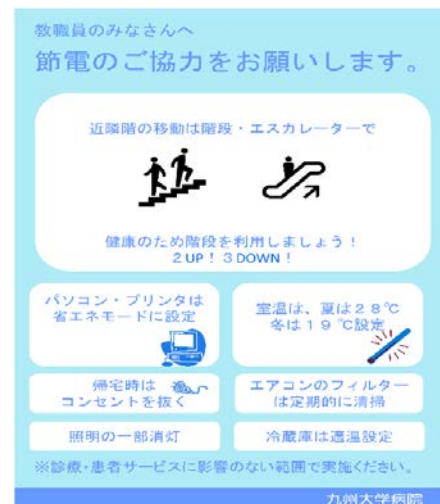 教職員のみなさんへ
節電のご協力をお願いします。
近隣階の移動は階段・エスカレーターで
健康のため階段を利用しましょう！
２UP！３DOWN！
パソコン・プリンタは
省エネモードに設定
室温は、夏は２８℃
冬は１９℃設定
帰宅時は
コンセントを抜く
エアコンのフィルター
は定期的に清掃
照明の一部消灯
冷蔵庫は適温設定
※診療・患者サービスに影響のない範囲で実施ください。
九州大学病院